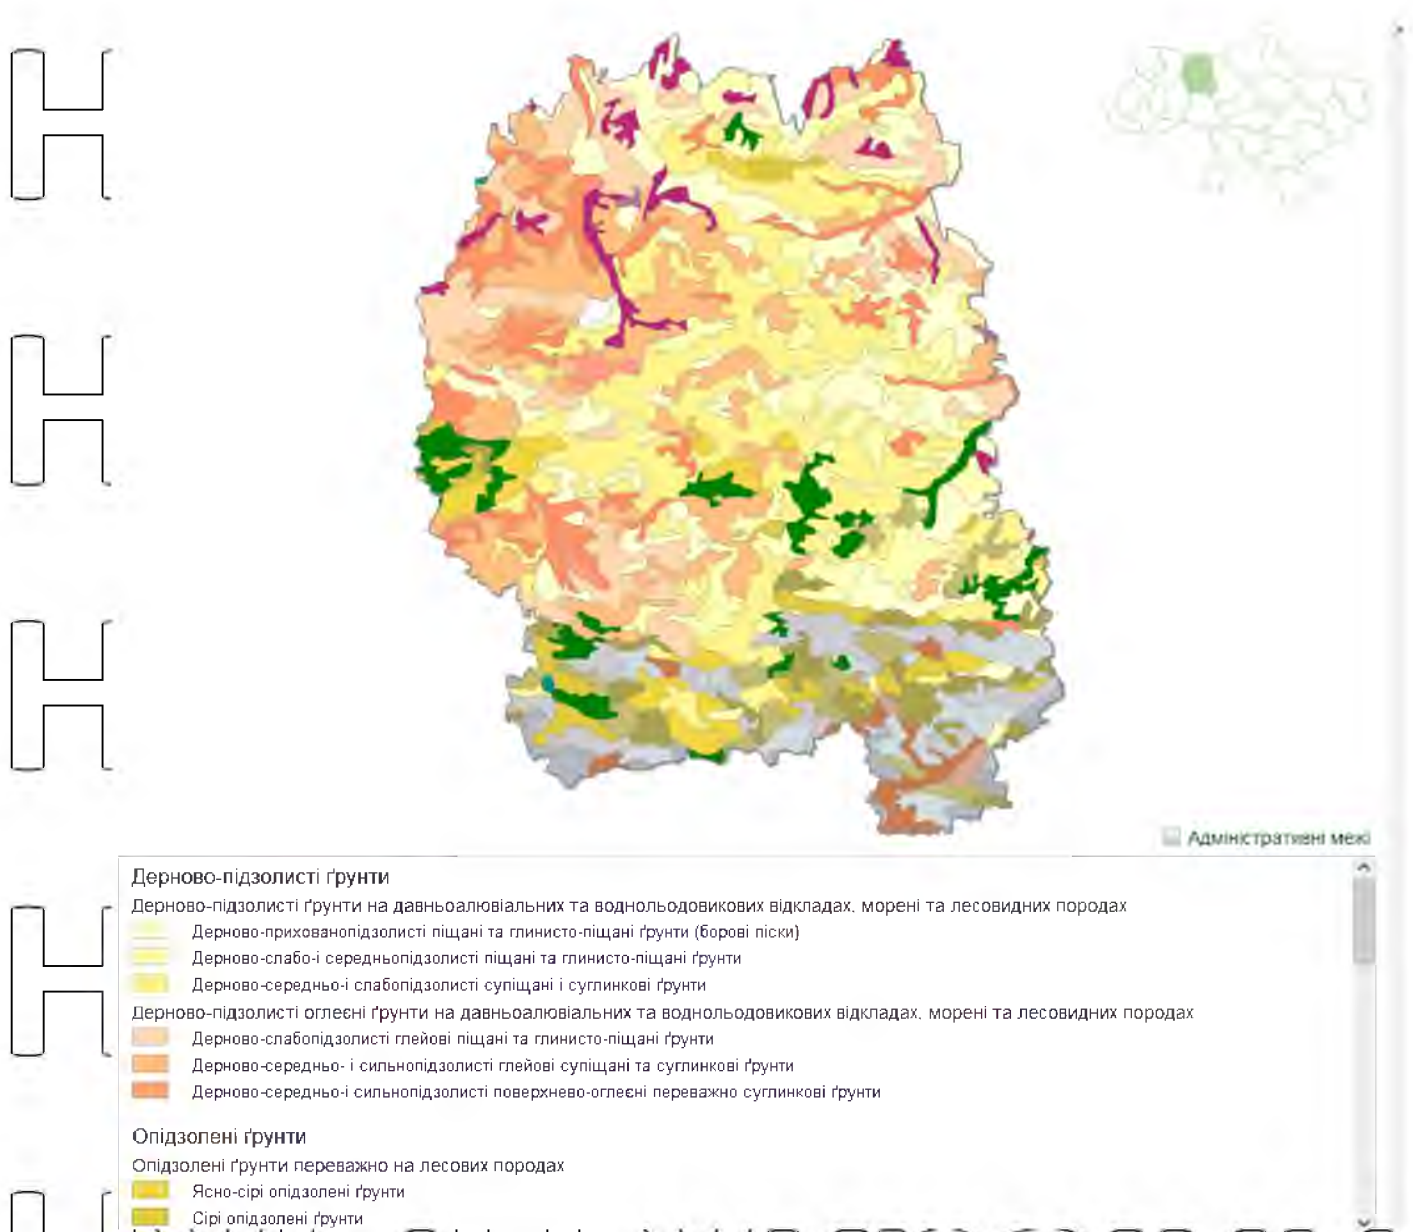 Адміністративні межі
Дерново-підзолисті ґрунти
Дерново-підзолисті ґрунти на давньоалювіальних та воднольодовикових відкладах, морені та лесовидних породах
Дерново-прихованопідзолисті піщані та глинисто-піщані ґрунти (борові піски)
Дерново-слабо-і середньопідзолисті піщані та глинисто-піщані ґрунти
Дерново-середньо-і слабопідзолисті супіщані і суглинкові ґрунти
Дерново-підзолисті оглеєні ґрунти на давньоалювіальних та воднольодовикових відкладах, морені та лесовидних породах
Дерново-слабопідзолисті глейові піщані та глинисто-піщані ґрунти
Дерново-середньо- і сильнопідзолисті глейові супіщані та суглинкові ґрунти
Дерново-середньо-і сильнопідзолисті поверхнево-оглеєні переважно суглинкові ґрунти
Опідзолені ґрунти
Опідзолені ґрунти переважно на лесових породах
Ясно-сірі опідзолені ґрунти
Сірі опідзолені ґрунти